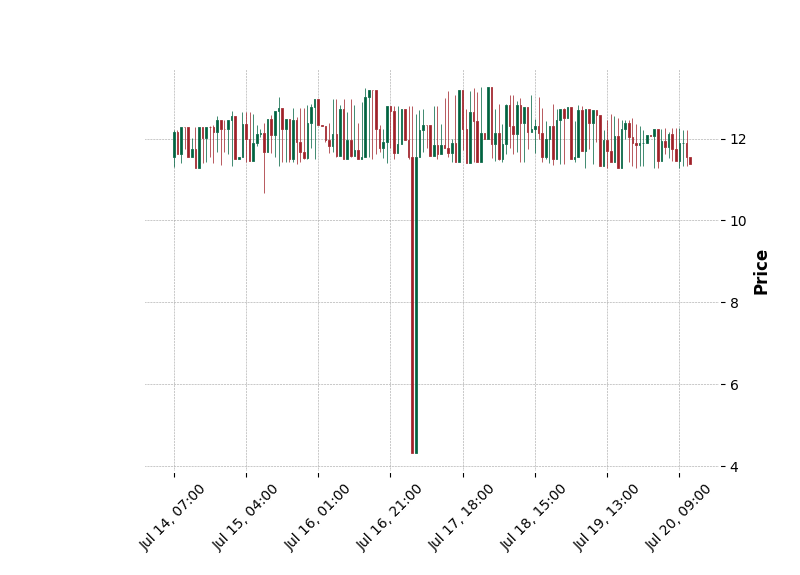 12
10
8
6
4
Price
Jul 14, 07:00
Jul 15, 04:00
Jul 16, 01:00
Jul 16, 21:00
Jul 17, 18:00
Jul 18, 15:00
Jul 19, 13:00
Jul 20, 09:00